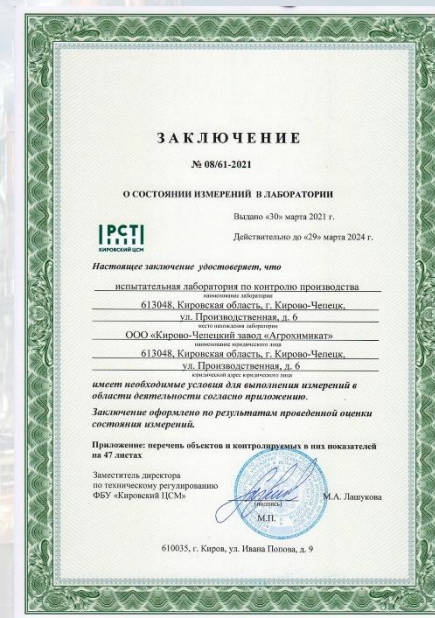 ЗАКЛЮЧЕНИЕ
№ 08/61-2021
О СОСТОЯНИИ ИЗМЕРЕНИЙ В ЛАБОРАТОРИИ
Выдано «30» марта 2021 г.
РСТ
КИРОВСКИЙ ЦСМ
Действительно до «29» марта 2024 г.
Настоящее заключение удостоверяет, что
испытательная лаборатория по контролю производства
наименование лаборатории
613048, Кировская область, г. Кирово-Чепецк,
ул. Производственная, д. 6
место нахождения лаборатории
ООО «Кирово-Чепецкий завод «Агрохимикат»
наименование юридического лица
613048, Кировская область, г. Кирово-Чепецк,
ул. Производственная, д. 6
юридический адрес юридического лица
имеет необходимые условия для выполнения измерений в
области деятельности согласно приложению.
Заключение оформлено по результатам проведенной оценки
состояния измерений.
Приложение: перечень объектов и контролируемых в них показателей
на 47 листах
Заместитель директора
по техническому регулированию
ФБУ «Кировский ЦСМ»
М.А. Лашукова
(подпись)
М.П.
610035, г. Киров, ул. Ивана Попова, д. 9